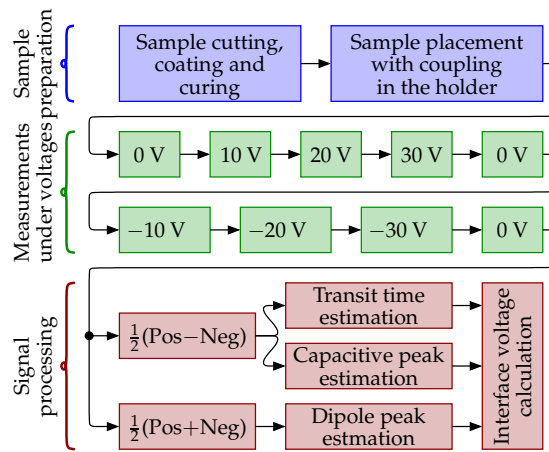 Sample
preparation
Sample cutting,
coating and
curing
Sample placement
with coupling
in the holder
Measurements
under voltages
0 V
10 V
20 V
30 V
0 V
−10 V
−20 V
−30 V
0 V
Signal
processing
½(Pos−Neg)
Transit time
estimation
Capacitive peak
estimation
½(Pos+Neg)
Dipole peak
estmation
Interface voltage
calculation